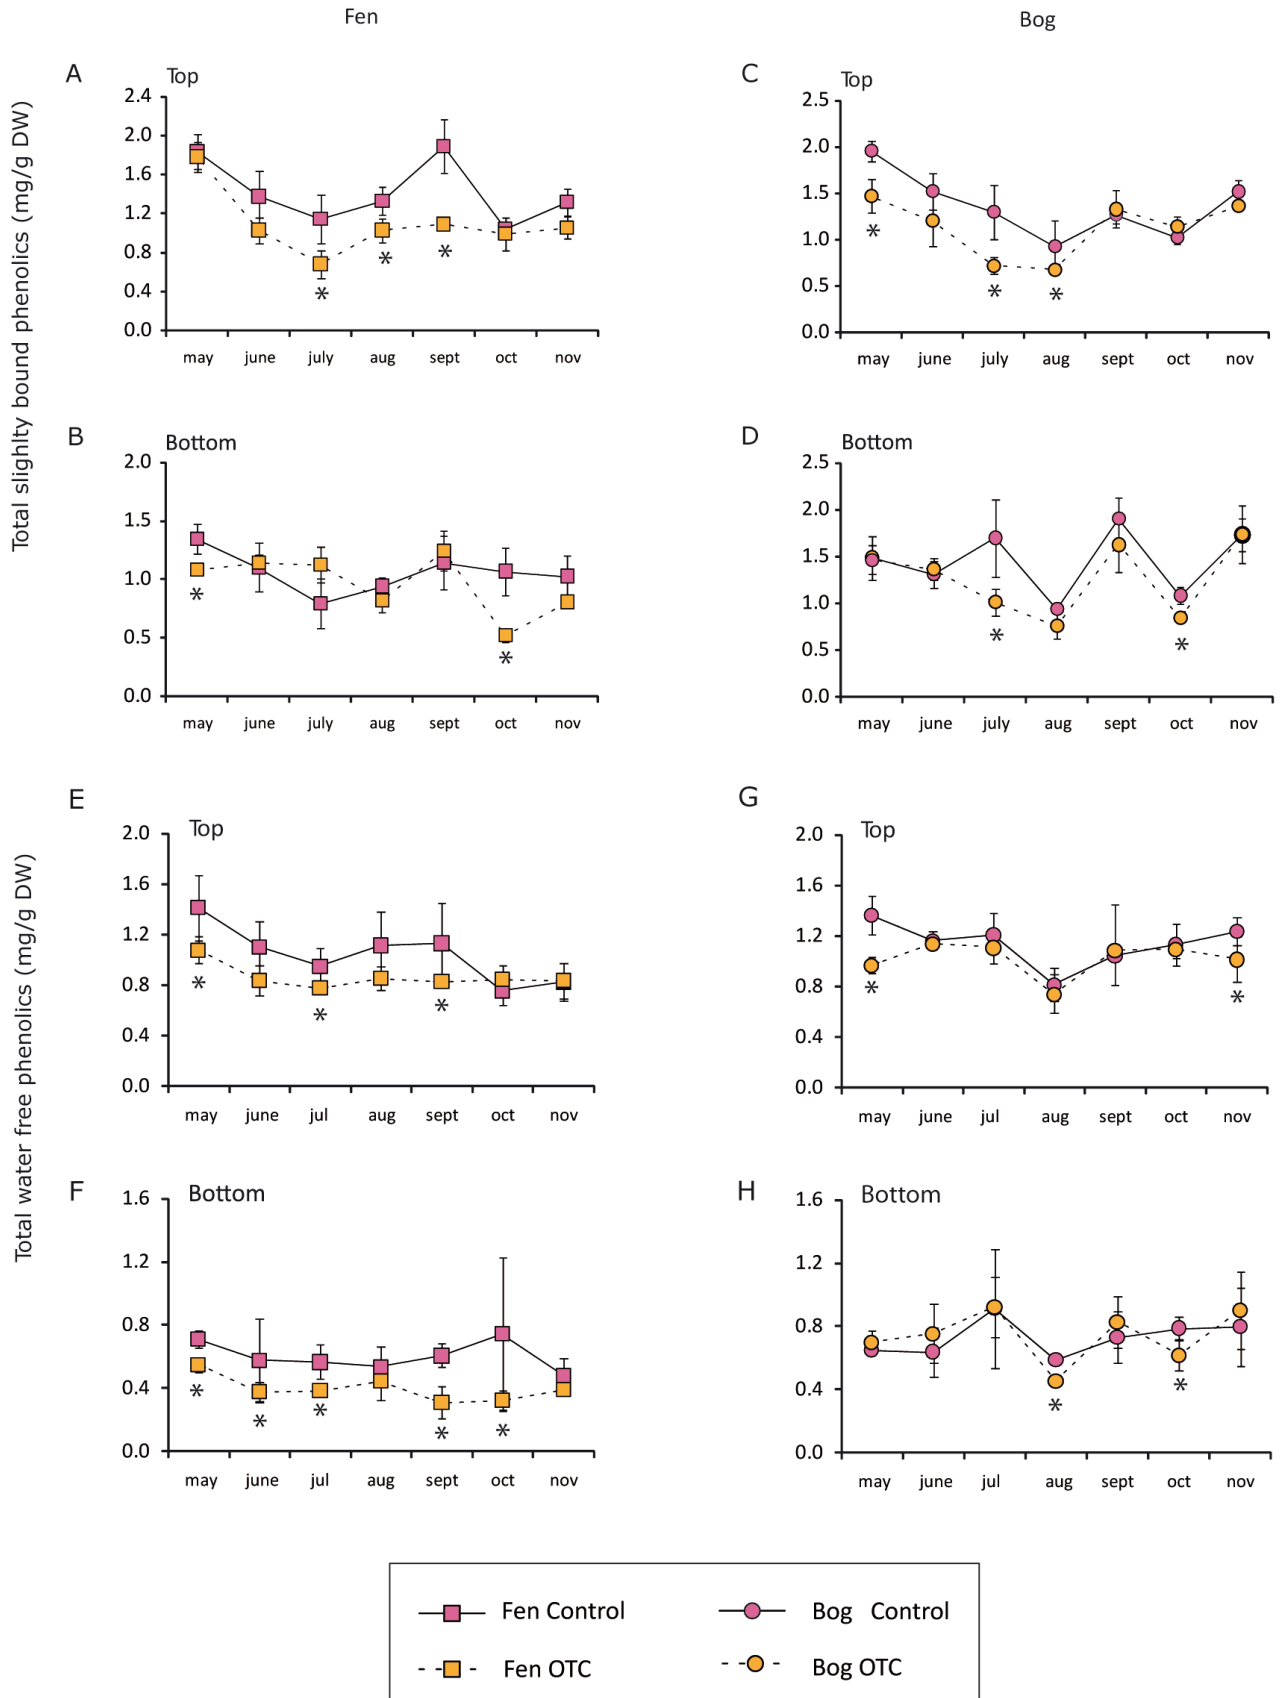 Fen
Bog
Total slighlty bound phenolics (mg/g DW)
A
Top
2.4
2.0
1.6
1.2
0.8
0.4
0.0
*
*
*
may june july aug sept oct nov
C
Top
2.5
2.0
1.5
1.0
0.5
0.0
*
*
*
may june july aug sept oct nov
B
Bottom
2.0
1.5
1.0
0.5
0.0
*
*
may june july aug sept oct nov
D
Bottom
2.5
2.0
1.5
1.0
0.5
0.0
*
*
may june july aug sept oct nov
Total water free phenolics (mg/g DW)
E
Top
2.0
1.6
1.2
0.8
0.4
0.0
*
*
*
may june jul aug sept oct nov
G
Top
2.0
1.6
1.2
0.8
0.4
0.0
*
*
may june jul aug sept oct nov
F
Bottom
1.6
1.2
0.8
0.4
0.0
*
*
*
*
*
may june jul aug sept oct nov
H
Bottom
1.6
1.2
0.8
0.4
0.0
*
*
may june jul aug sept oct nov
Fen Control
Bog Control
Fen OTC
Bog OTC